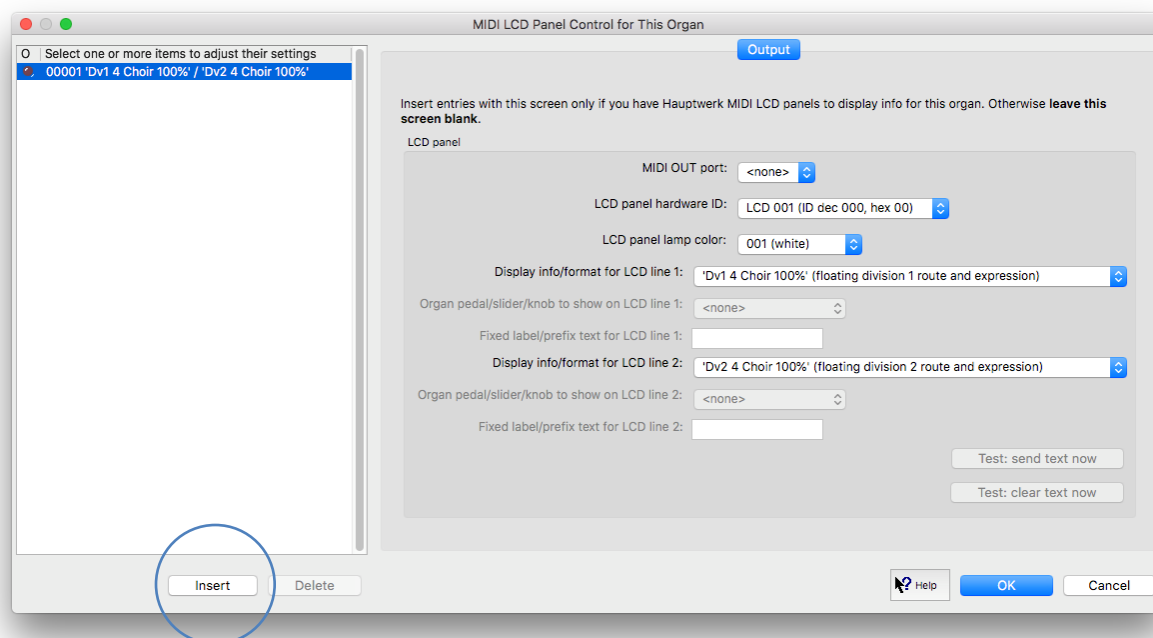 MIDI LCD Panel Control for This Organ
O Select one or more items to adjust their settings
00001 'Dv1 4 Choir 100%' / 'Dv2 4 Choir 100%'
Output
Insert entries with this screen only if you have Hauptwerk MIDI LCD panels to display info for this organ. Otherwise leave this
screen blank.
LCD panel
MIDI OUT port: <none>
LCD panel hardware ID: LCD 001 (ID dec 000, hex 00)
LCD panel lamp color: 001 (white)
Display info/format for LCD line 1: 'Dv1 4 Choir 100%' (floating division 1 route and expression)
Organ pedal/slider/knob to show on LCD line 1: <none>
Fixed label/prefix text for LCD line 1:
Display info/format for LCD line 2: 'Dv2 4 Choir 100%' (floating division 2 route and expression)
Organ pedal/slider/knob to show on LCD line 2: <none>
Fixed label/prefix text for LCD line 2:
Test: send text now
Test: clear text now
Insert Delete ? Help OK Cancel